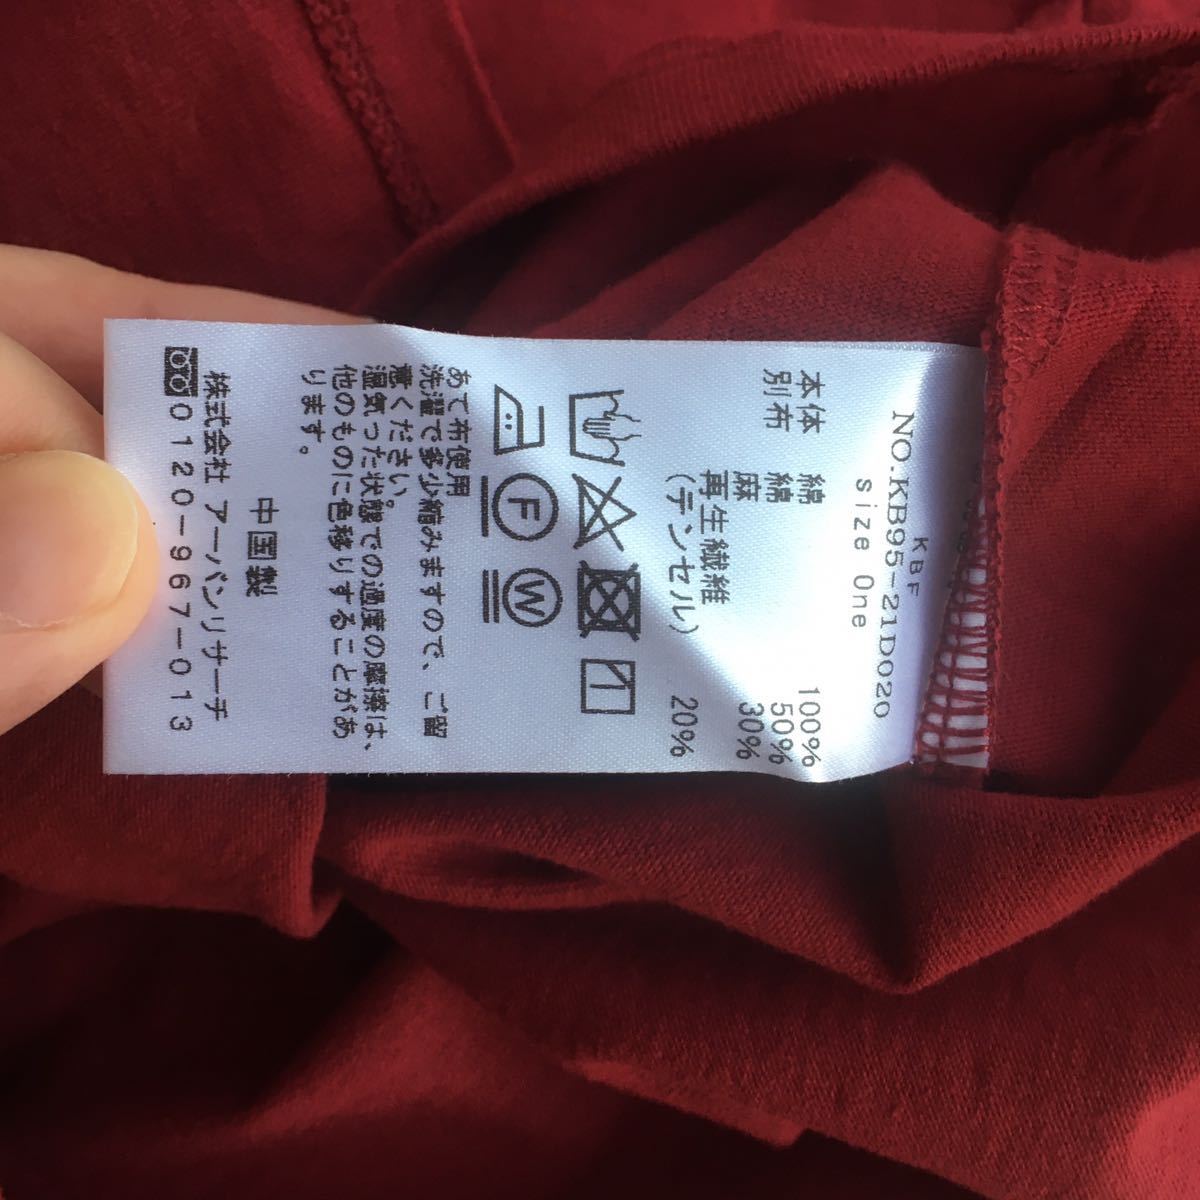 KBF
NO.KB95-21D020
size One
本体 綿 100%
別布 綿 50%
麻 30%
再生繊維 20%
(テンセル)
F W
あて布使用
洗濯で多少縮みますので、ご留
意ください。
湿気った状態での過度の摩擦は、
他のものに色移りすることがあ
ります。
中国製
株式会社 アーバンリサーチ
0120-967-013